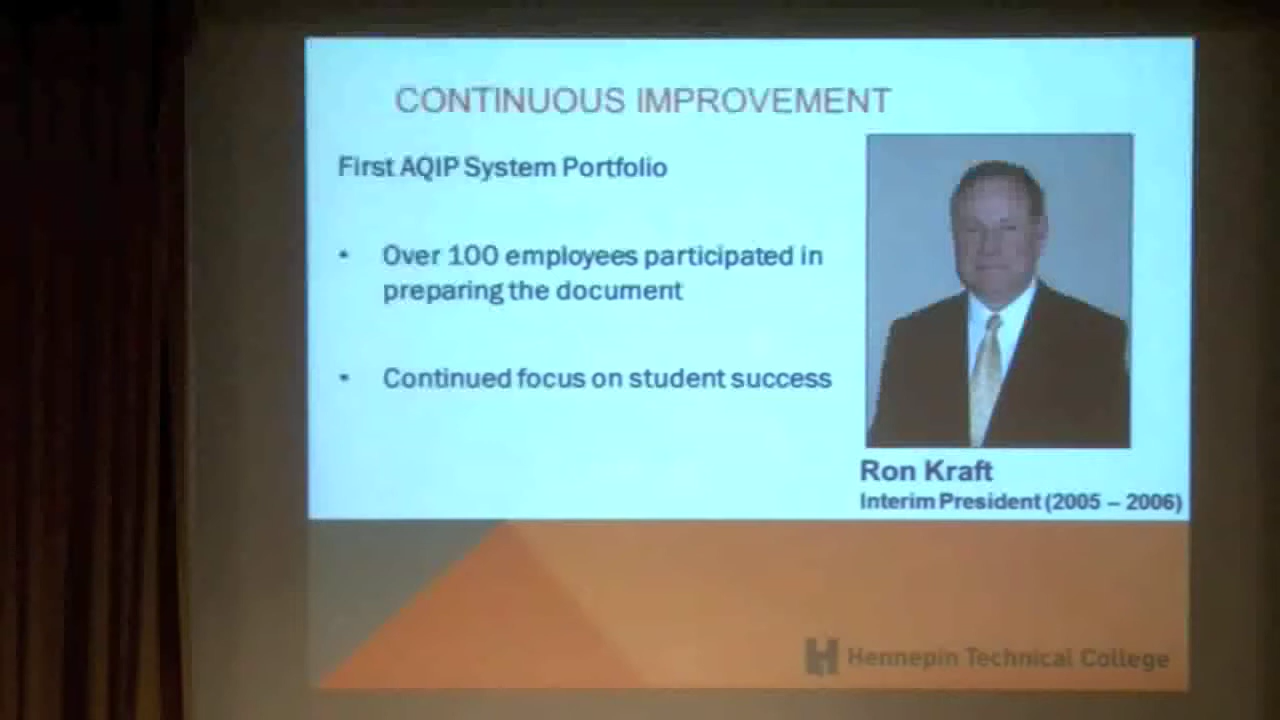 CONTINUOUS IMPROVEMENT
First AQIP System Portfolio
• Over 100 employees participated in
preparing the document
• Continued focus on student success
Ron Kraft
Interim President (2005 – 2006)
Hennepin Technical College